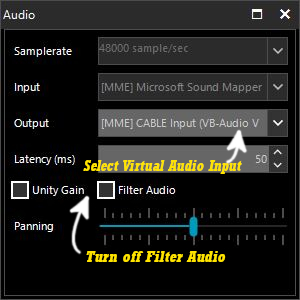 Audio
Samplerate
48000 sample/sec
Input
[MME] Microsoft Sound Mapper
Output
[MME] CABLE Input (VB-Audio V
Latency (ms)
50
Select Virtual Audio Input
Unity Gain
Filter Audio
Panning
Turn off Filter Audio